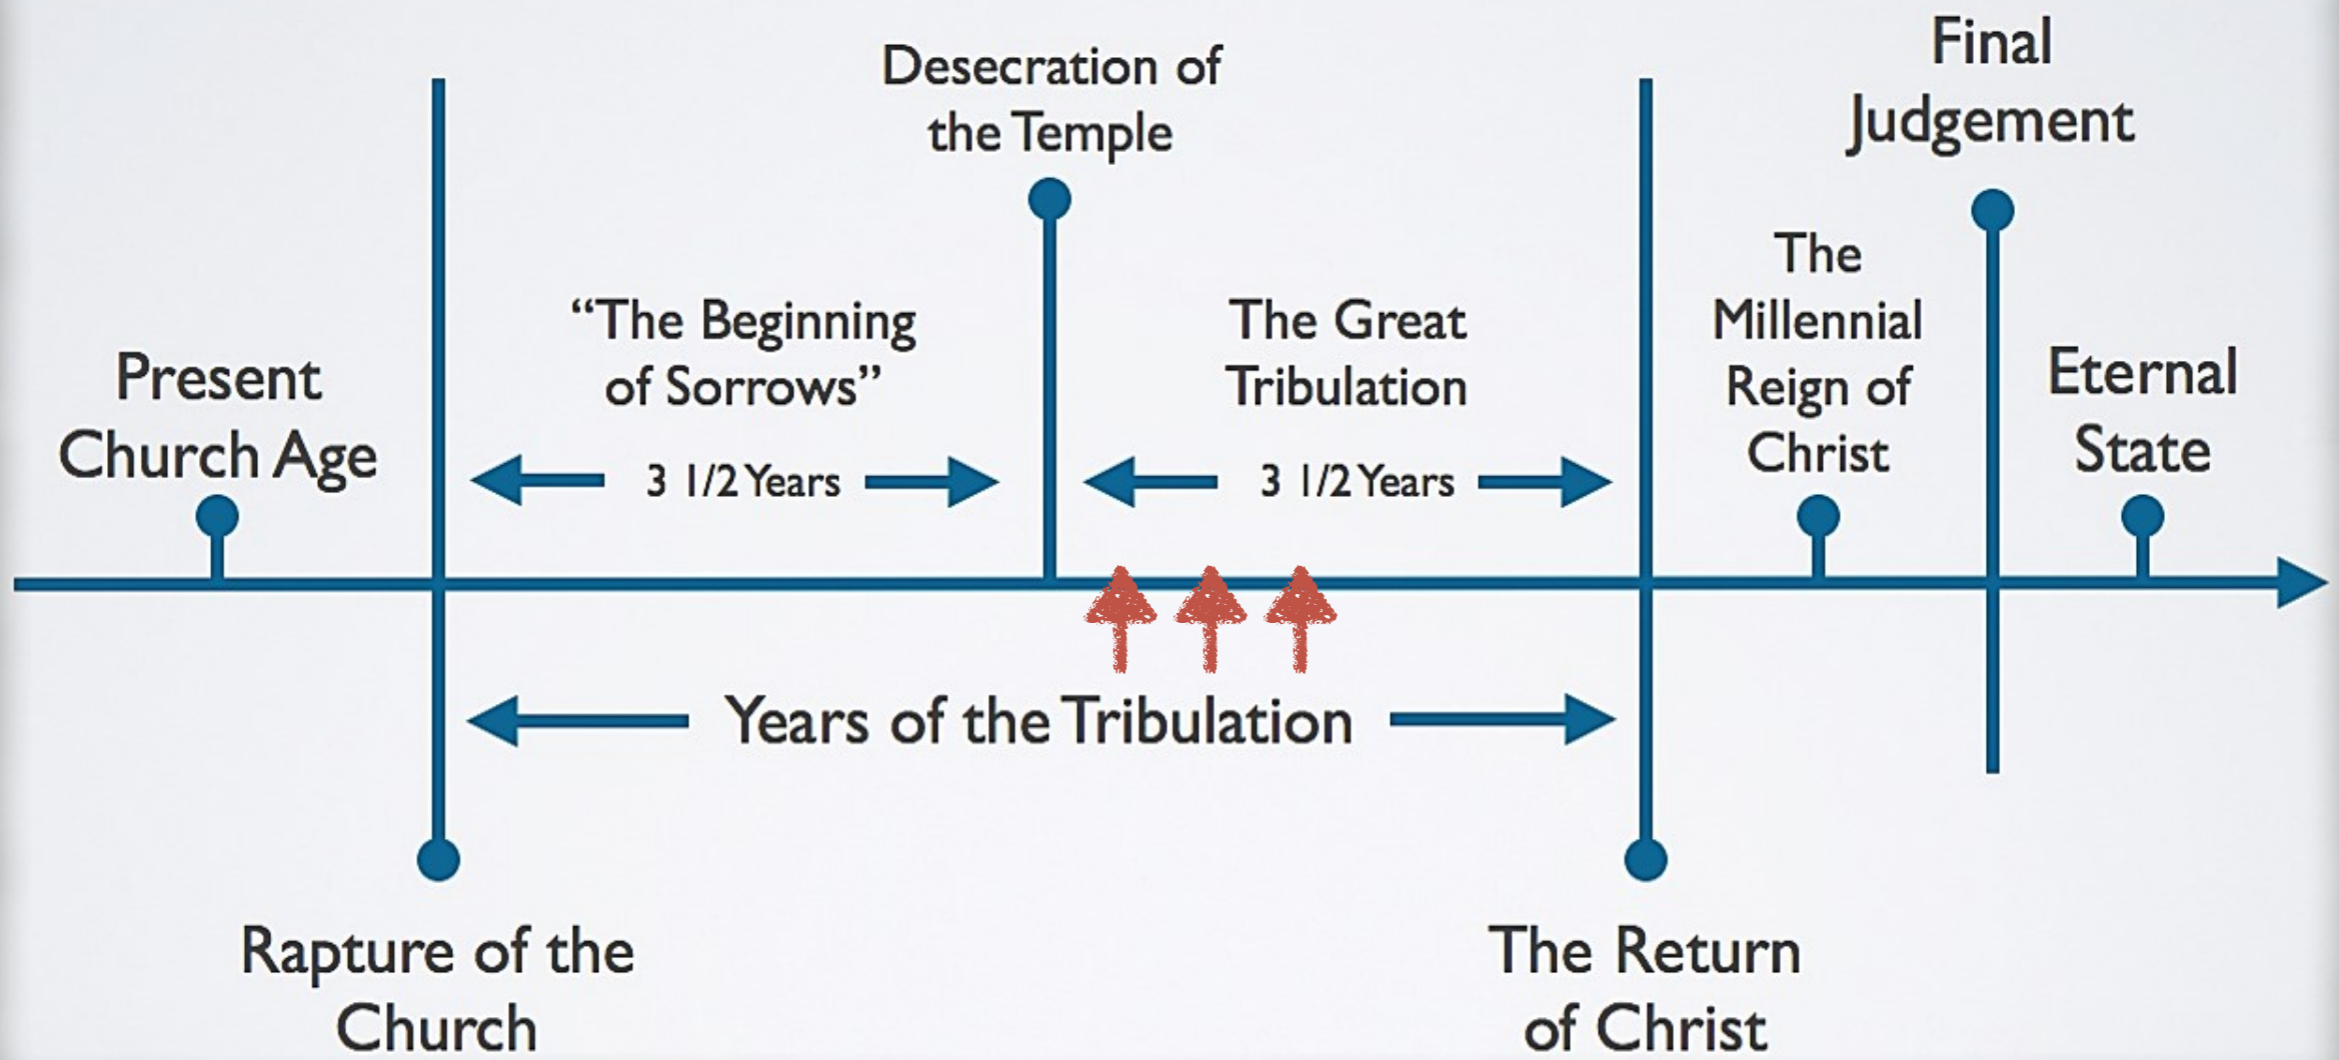 Present
Church Age
Rapture of the
Church
“The Beginning
of Sorrows”
3 1/2 Years
Desecration of
the Temple
The Great
Tribulation
3 1/2 Years
Years of the Tribulation
The Return
of Christ
The
Millennial
Reign of
Christ
Final
Judgement
Eternal
State